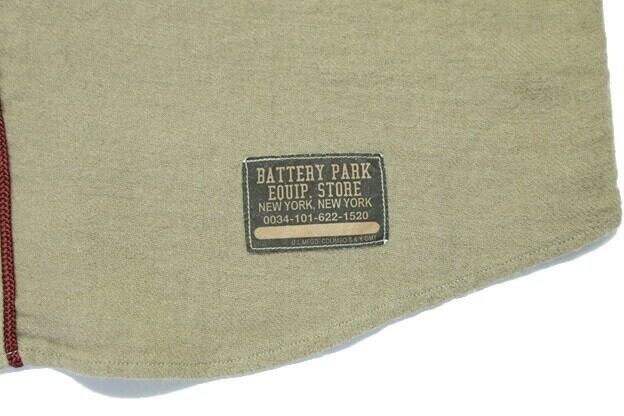 BATTERY PARK
EQUIP. STORE
NEW YORK, NEW YORK
0034-101-622-1520